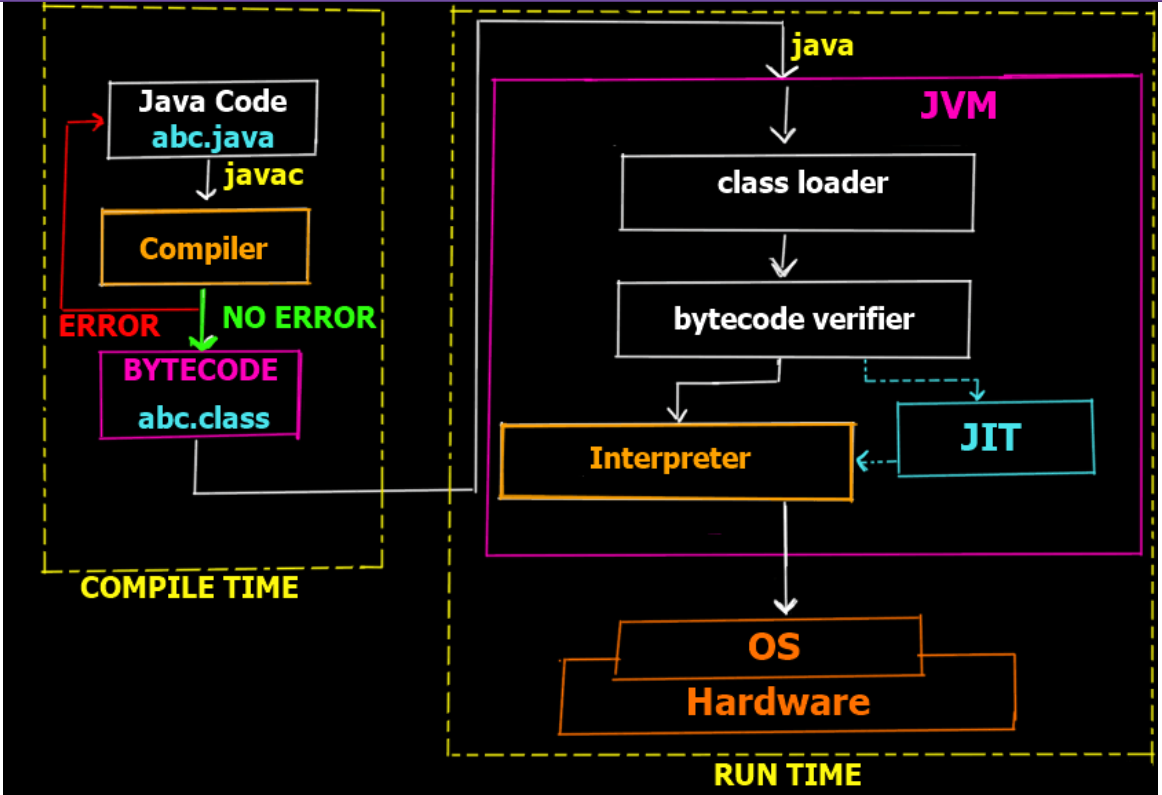 Java Code
abc.java
javac
Compiler
ERROR
NO ERROR
BYTECODE
abc.class
COMPILE TIME
java
JVM
class loader
bytecode verifier
Interpreter
JIT
OS
Hardware
RUN TIME